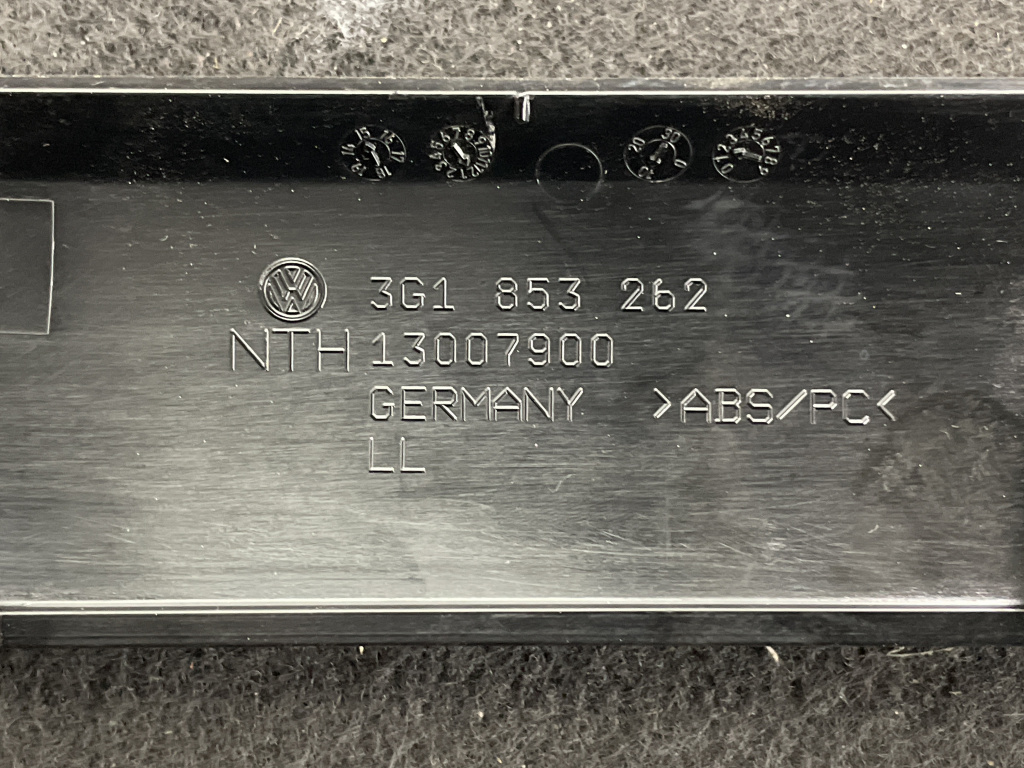 3G1 853 262
NTH 13007900
GERMANY >ABS/PC<
LL